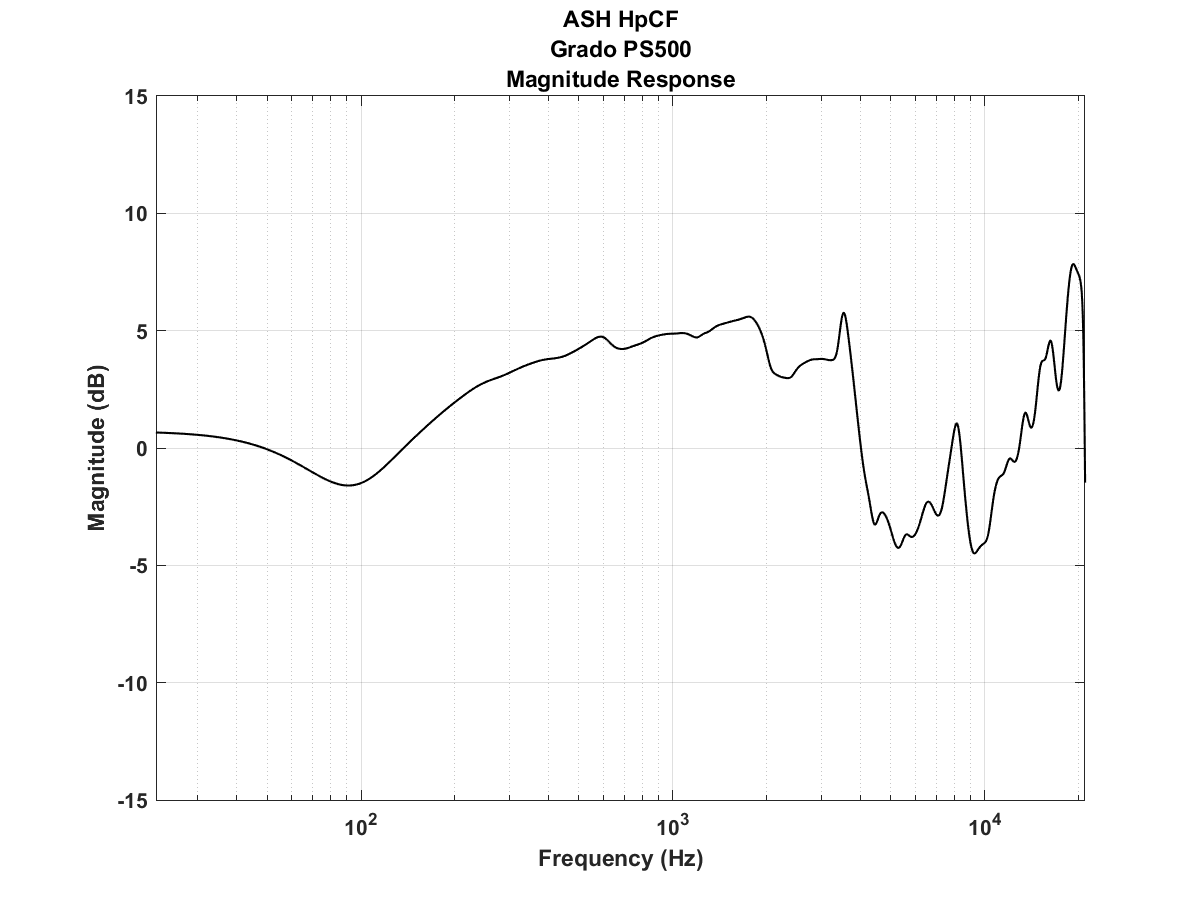 ASH HpCF
Grado PS500
Magnitude Response
15
10
5
0
-5
-10
-15
Magnitude (dB)
10²
10³
10⁴
Frequency (Hz)